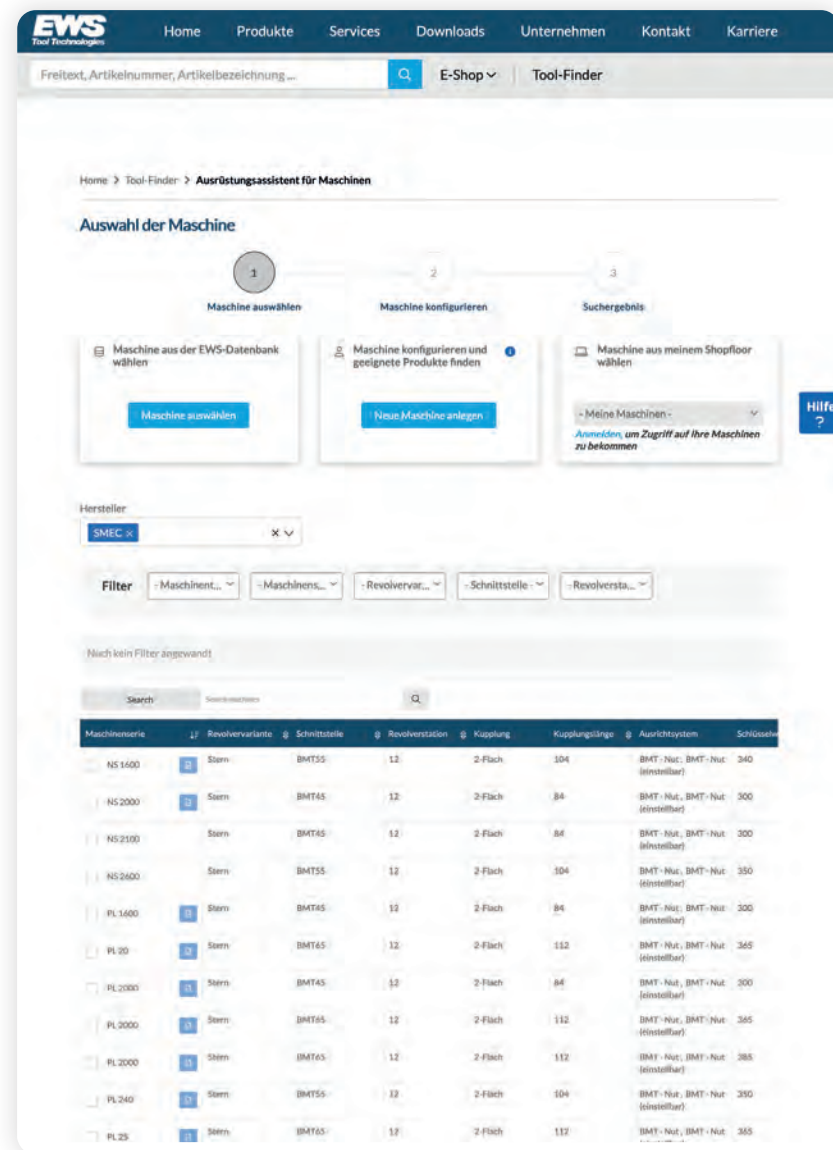 EWS
Tool Technologies
Home Produkte Services Downloads Unternehmen Kontakt Karriere
Freitext, Artikelnummer, Artikelbezeichnung ... E-Shop Tool-Finder
Home > Tool-Finder > Ausrüstungsassistent für Maschinen
Auswahl der Maschine
1 2 3
Maschine auswählen Maschine konfigurieren Suchergebnis
Maschine aus der EWS-Datenbank wählen
Maschine auswählen
Maschine konfigurieren und geeignete Produkte finden
Neue Maschine anlegen
Maschine aus meinem Shopfloor wählen
- Meine Maschinen -
Anmelden, um Zugriff auf Ihre Maschinen
zu bekommen
Hilfe
?
Hersteller
SMEC × ×
Filter - Maschinent... - Maschinens... - Revolvervar... - Schnittstelle - - Revolversta...
Noch kein Filter angewandt
Search Search machines
Maschinenserie Revolvervariante Schnittstelle Revolverstation Kupplung Kupplungslänge Ausrichtsystem Schlüsselw
NS 1600 Stern BMT55 12 2-Flach 104 BMT - Nut; BMT - Nut 340
(einstellbar)
NS 2000 Stern BMT45 12 2-Flach 84 BMT - Nut; BMT - Nut 300
(einstellbar)
NS 2100 Stern BMT45 12 2-Flach 84 BMT - Nut; BMT - Nut 300
(einstellbar)
NS 2600 Stern BMT55 12 2-Flach 104 BMT - Nut; BMT - Nut 350
(einstellbar)
PL 1600 Stern BMT45 12 2-Flach 84 BMT - Nut; BMT - Nut 300
(einstellbar)
PL 20 Stern BMT65 12 2-Flach 112 BMT - Nut; BMT - Nut 365
(einstellbar)
PL 2000 Stern BMT45 12 2-Flach 84 BMT - Nut; BMT - Nut 300
(einstellbar)
PL 2000 Stern BMT65 12 2-Flach 112 BMT - Nut; BMT - Nut 365
(einstellbar)
PL 2000 Stern BMT65 12 2-Flach 112 BMT - Nut; BMT - Nut 385
(einstellbar)
PL 240 Stern BMT55 12 2-Flach 104 BMT - Nut; BMT - Nut 350
(einstellbar)
PL 25 Stern BMT65 12 2-Flach 112 BMT - Nut; BMT - Nut 365